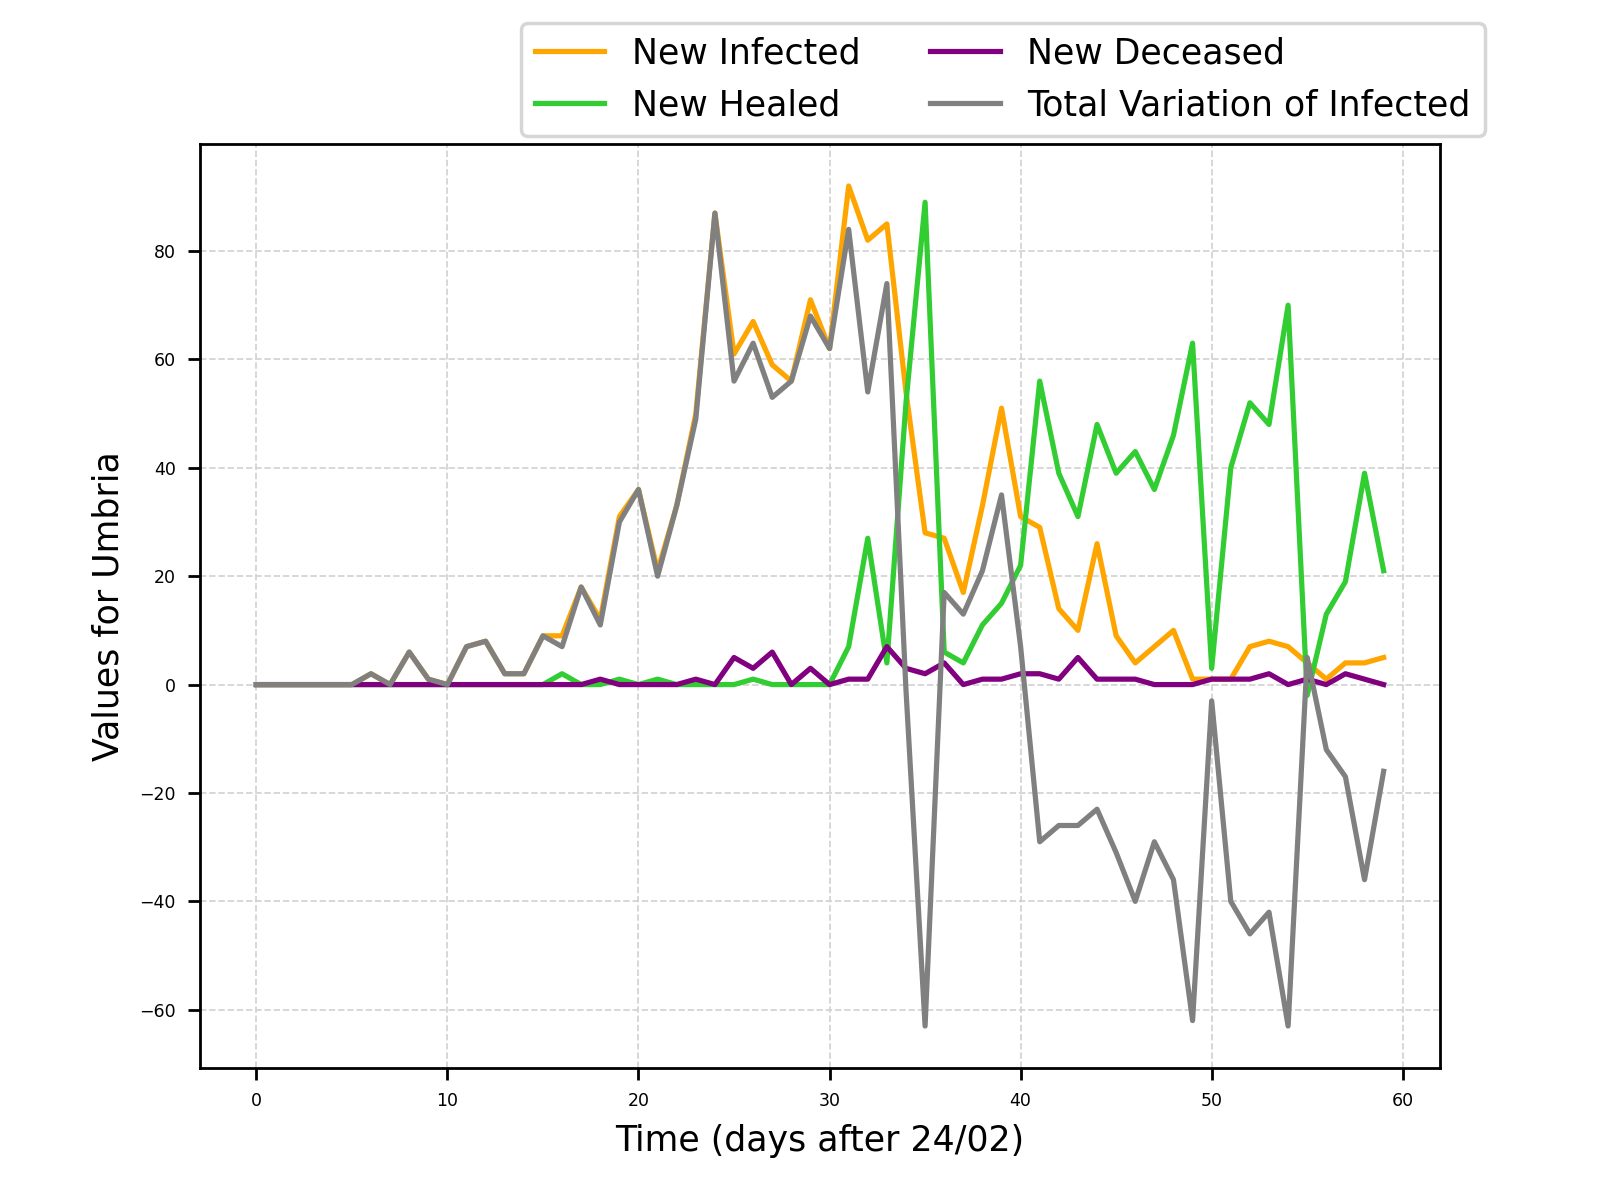 New Infected
New Healed
New Deceased
Total Variation of Infected
Values for Umbria
80
60
40
20
0
−20
−40
−60
0 10 20 30 40 50 60
Time (days after 24/02)